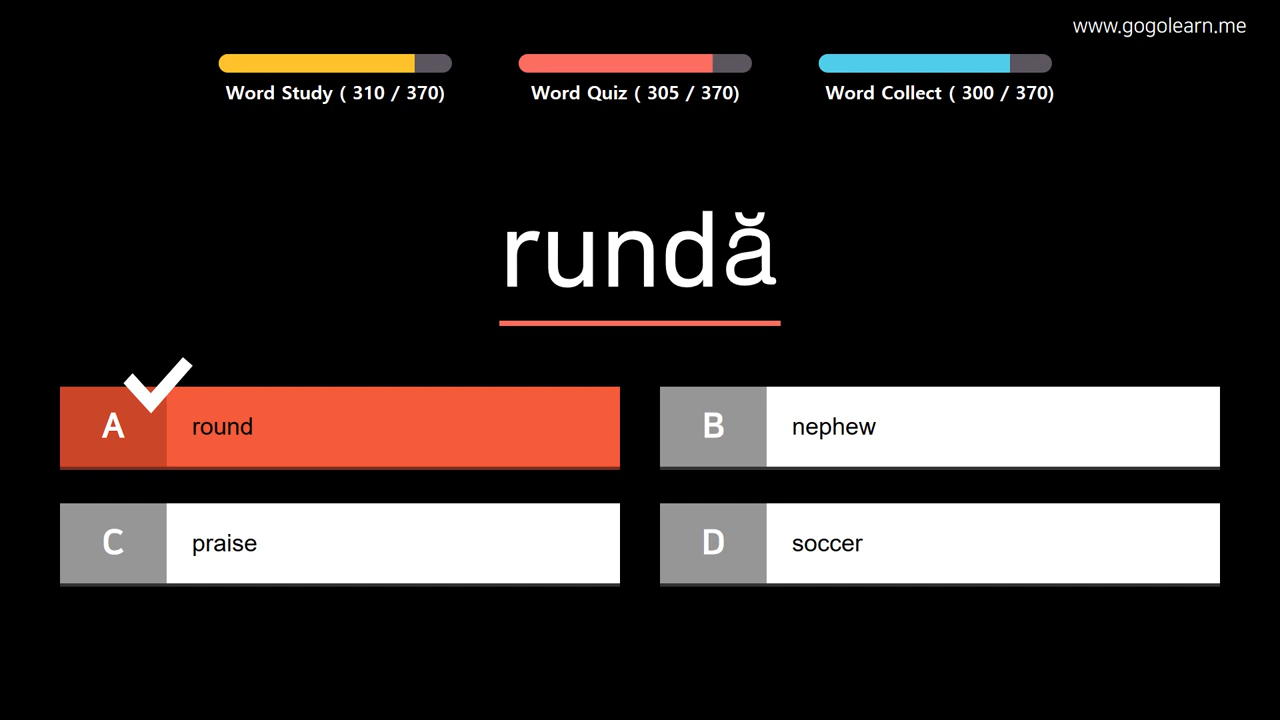 www.gogolearn.me
Word Study ( 310 / 370)
Word Quiz ( 305 / 370)
Word Collect ( 300 / 370)
rundă
A round
B nephew
C praise
D soccer